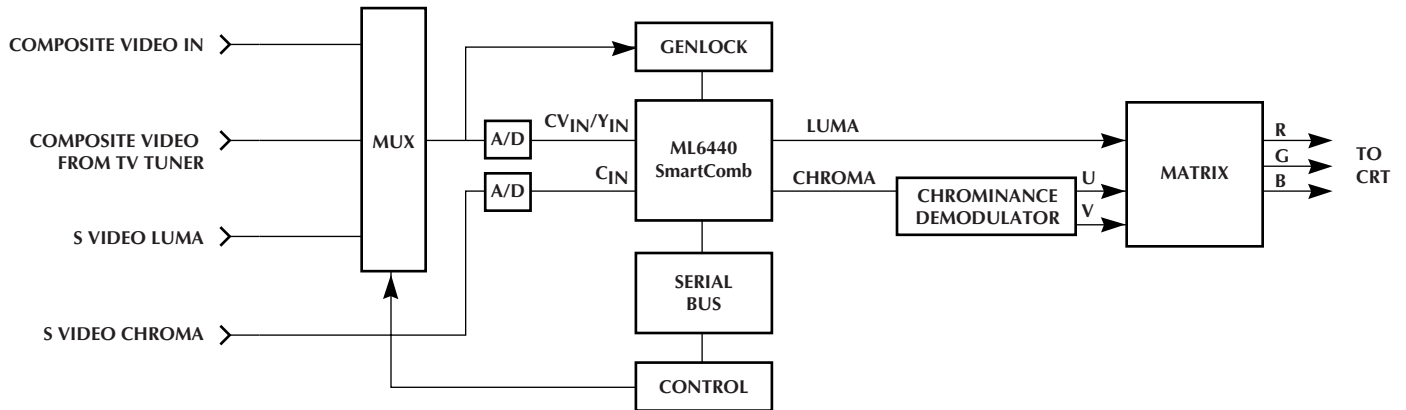 COMPOSITE VIDEO IN
COMPOSITE VIDEO
FROM TV TUNER
S VIDEO LUMA
S VIDEO CHROMA
MUX
GENLOCK
A/D
CVIN/YIN
A/D
CIN
ML6440
SmartComb
SERIAL
BUS
CONTROL
LUMA
CHROMA
CHROMINANCE
DEMODULATOR
U
V
MATRIX
R
G
B
TO
CRT